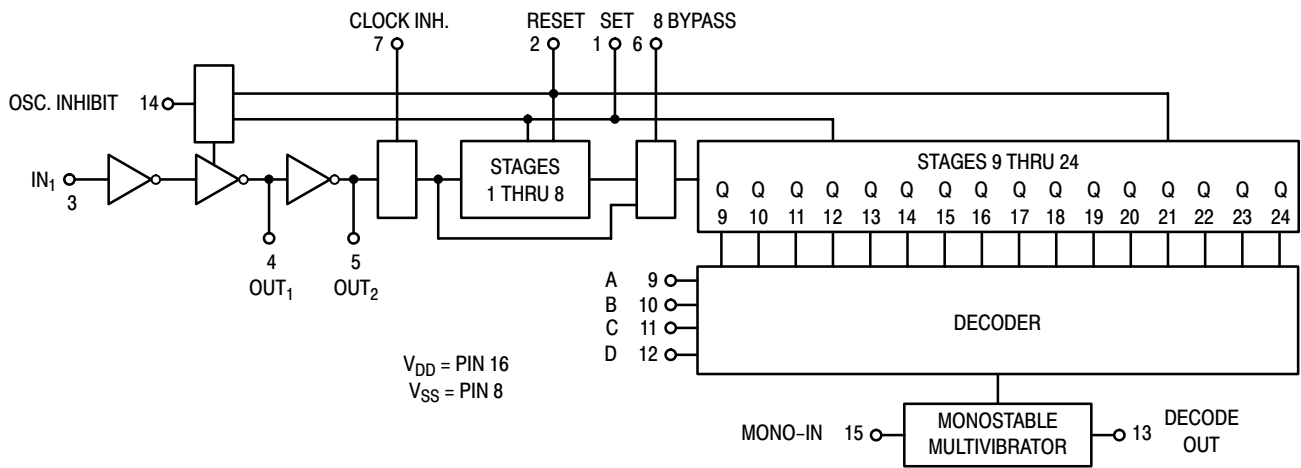 CLOCK INH.
7
RESET
2
SET
1
8 BYPASS
6
OSC. INHIBIT 14
IN1
3
STAGES
1 THRU 8
STAGES 9 THRU 24
Q Q Q Q Q Q Q Q Q Q Q Q Q Q Q Q
9 10 11 12 13 14 15 16 17 18 19 20 21 22 23 24
4
OUT1
5
OUT2
A 9
B 10
C 11
D 12
DECODER
VDD = PIN 16
VSS = PIN 8
MONO-IN 15
MONOSTABLE
MULTIVIBRATOR
13 DECODE
OUT